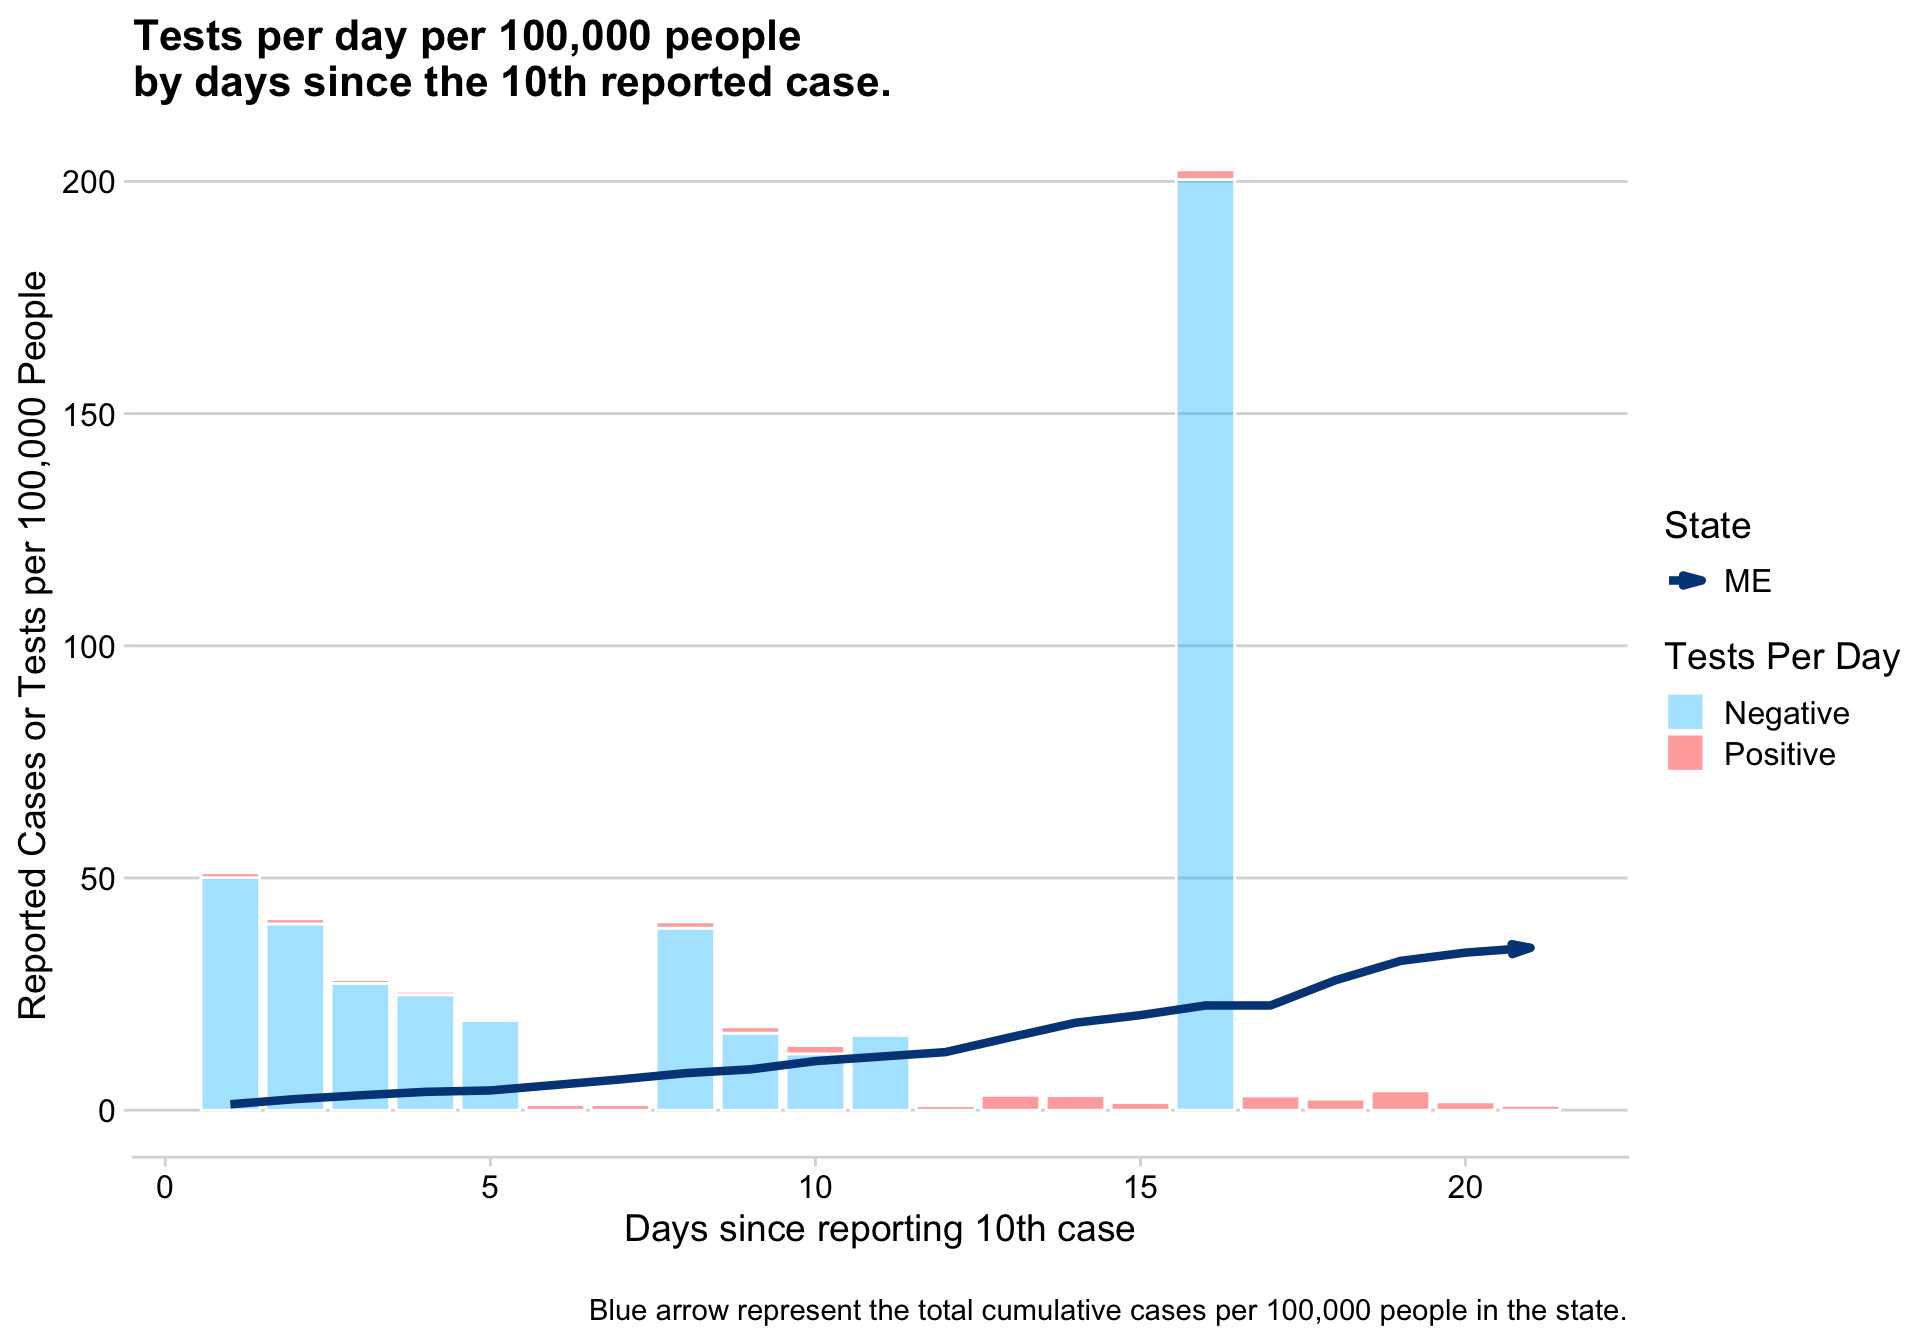 Tests per day per 100,000 people
by days since the 10th reported case.
Reported Cases or Tests per 100,000 People
200
150
100
50
0
0
5
10
15
20
Days since reporting 10th case
State
ME
Tests Per Day
Negative
Positive
Blue arrow represent the total cumulative cases per 100,000 people in the state.